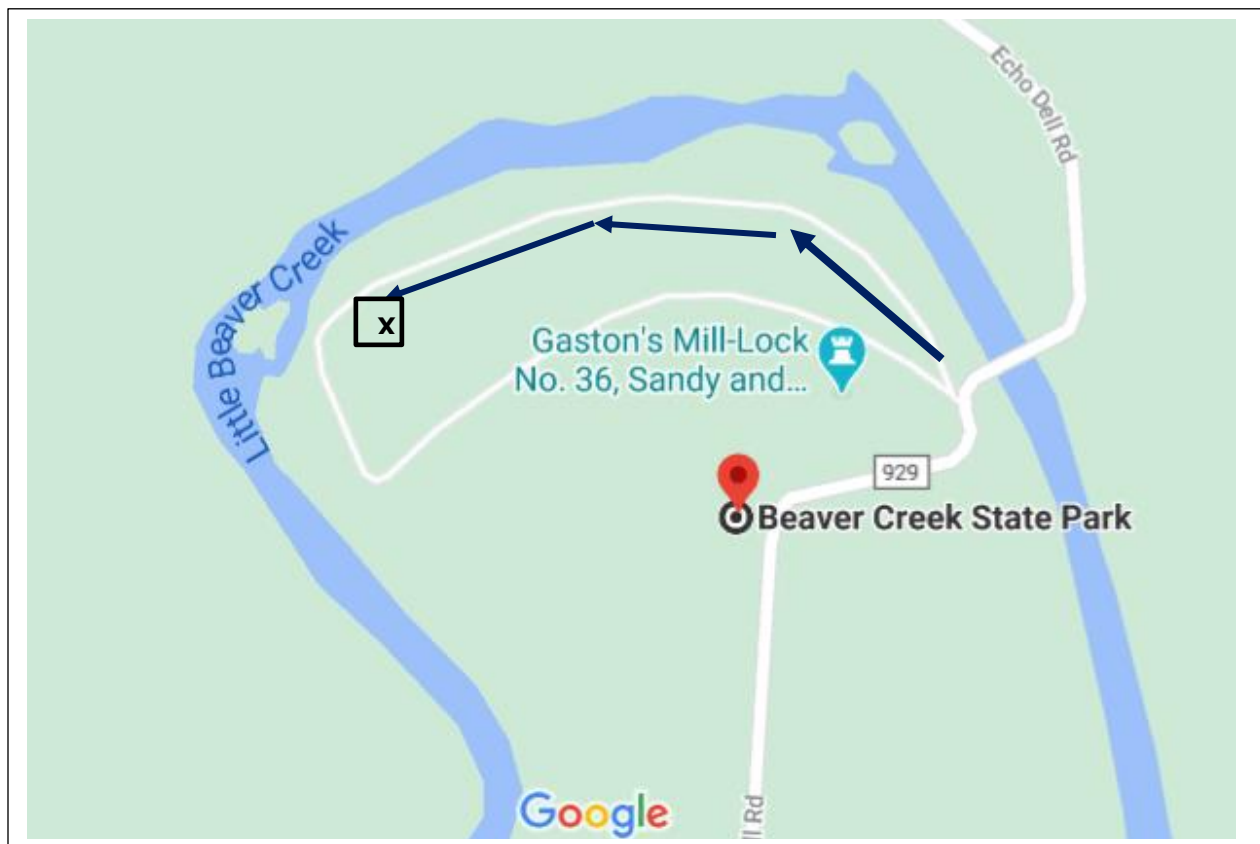 Echo Dell Rd
Little Beaver Creek
x
Gaston's Mill-Lock
No. 36, Sandy and...
929
Beaver Creek State Park
ll Rd
Google